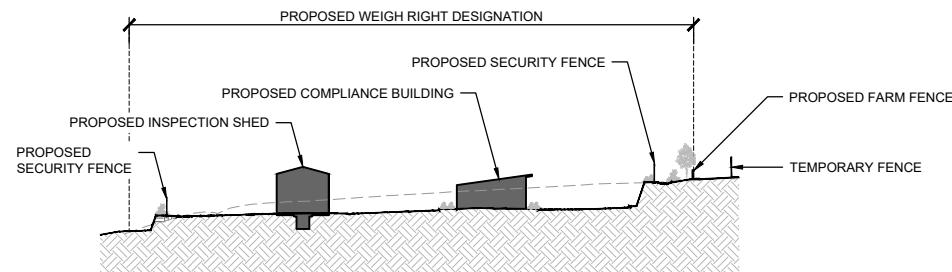 PROPOSED WEIGH RIGHT DESIGNATION
PROPOSED SECURITY FENCE
PROPOSED COMPLIANCE BUILDING
PROPOSED FARM FENCE
PROPOSED INSPECTION SHED
PROPOSED
SECURITY FENCE
TEMPORARY FENCE